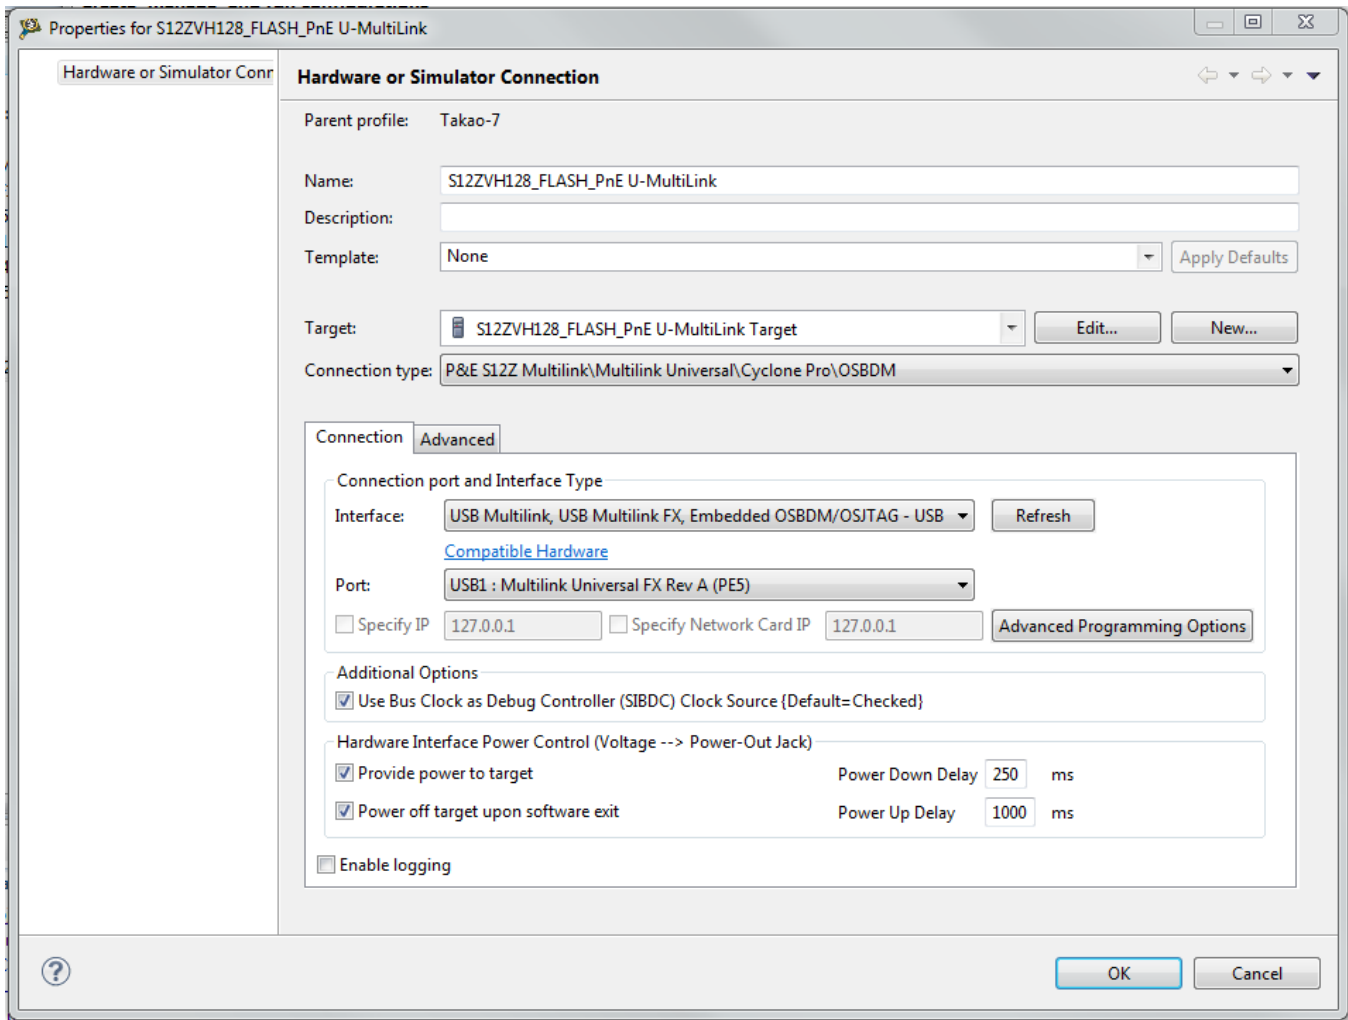 Properties for S12ZVH128_FLASH_PnE U-MultiLink
Hardware or Simulator Conn
Hardware or Simulator Connection
Parent profile: Takao-7
Name: S12ZVH128_FLASH_PnE U-MultiLink
Description:
Template: None Apply Defaults
Target: S12ZVH128_FLASH_PnE U-MultiLink Target Edit... New...
Connection type: P&E S12Z Multilink\Multilink Universal\Cyclone Pro\OSBDM
Connection Advanced
Connection port and Interface Type
Interface: USB Multilink, USB Multilink FX, Embedded OSBDM/OSJTAG - USB Refresh
Compatible Hardware
Port: USB1 : Multilink Universal FX Rev A (PE5)
Specify IP 127.0.0.1 Specify Network Card IP 127.0.0.1 Advanced Programming Options
Additional Options
Use Bus Clock as Debug Controller (SIBDC) Clock Source {Default=Checked}
Hardware Interface Power Control (Voltage --> Power-Out Jack)
Provide power to target Power Down Delay 250 ms
Power off target upon software exit Power Up Delay 1000 ms
Enable logging
? OK Cancel